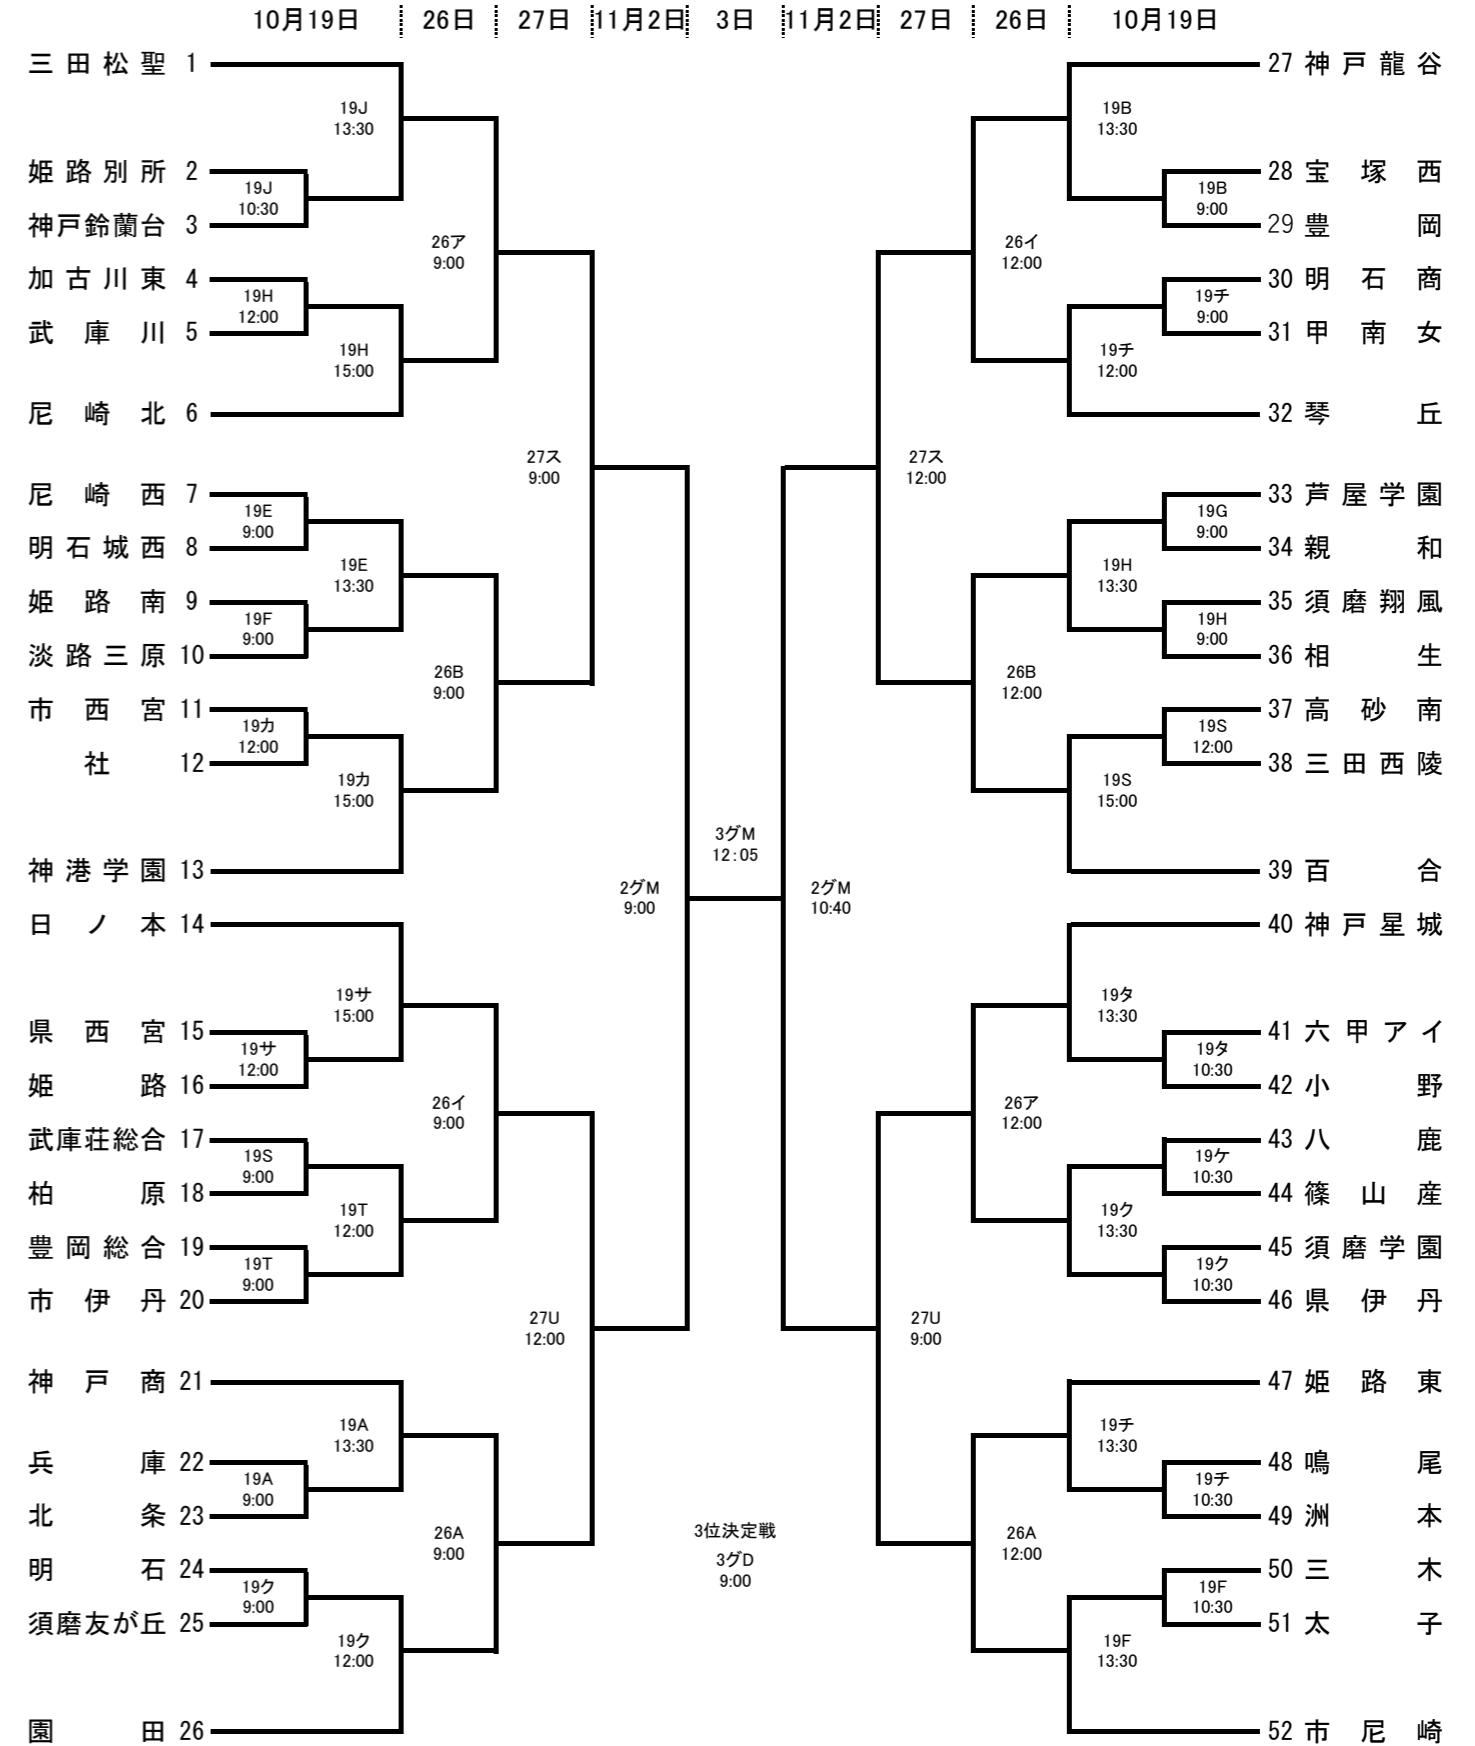 10月19日 26日 27日 11月2日 3日 11月2日 27日 26日 10月19日
三田松聖 1
19J
13:30
姫路別所 2
19J
10:30
神戸鈴蘭台 3
26ア
9:00
加古川東 4
19H
12:00
武庫川 5
19H
15:00
尼崎北 6
27ス
9:00
尼崎西 7
19E
9:00
明石城西 8
19E
13:30
姫路南 9
19F
9:00
淡路三原 10
26B
9:00
市西宮 11
19カ
12:00
社 12
19カ
15:00
神港学園 13
2グM
9:00
日ノ本 14
19サ
15:00
県西宮 15
19サ
12:00
姫路 16
26イ
9:00
武庫荘総合 17
19S
9:00
柏原 18
19T
12:00
豊岡総合 19
19T
9:00
市伊丹 20
27U
12:00
神戸商 21
19A
13:30
兵庫 22
19A
9:00
北条 23
26A
9:00
明石 24
19ク
9:00
須磨友が丘 25
19ク
12:00
園田 26
3グM
12:05
3位決定戦
3グD
9:00
27 神戸龍谷
19B
13:30
28 宝塚西
19B
9:00
29 豊岡
26イ
12:00
30 明石商
19チ
9:00
31 甲南女
19チ
12:00
32 琴丘
27ス
12:00
33 芦屋学園
19G
9:00
34 親和
19H
13:30
35 須磨翔風
19H
9:00
36 相生
26B
12:00
37 高砂南
19S
12:00
38 三田西陵
19S
15:00
39 百合
2グM
10:40
40 神戸星城
19タ
13:30
41 六甲アイ
19タ
10:30
42 小野
26ア
12:00
43 八鹿
19ケ
10:30
44 篠山産
19ク
13:30
45 須磨学園
19ク
10:30
46 県伊丹
27U
9:00
47 姫路東
19チ
13:30
48 鳴尾
19チ
10:30
49 洲本
26A
12:00
50 三木
19F
10:30
51 太子
19F
13:30
52 市尼崎